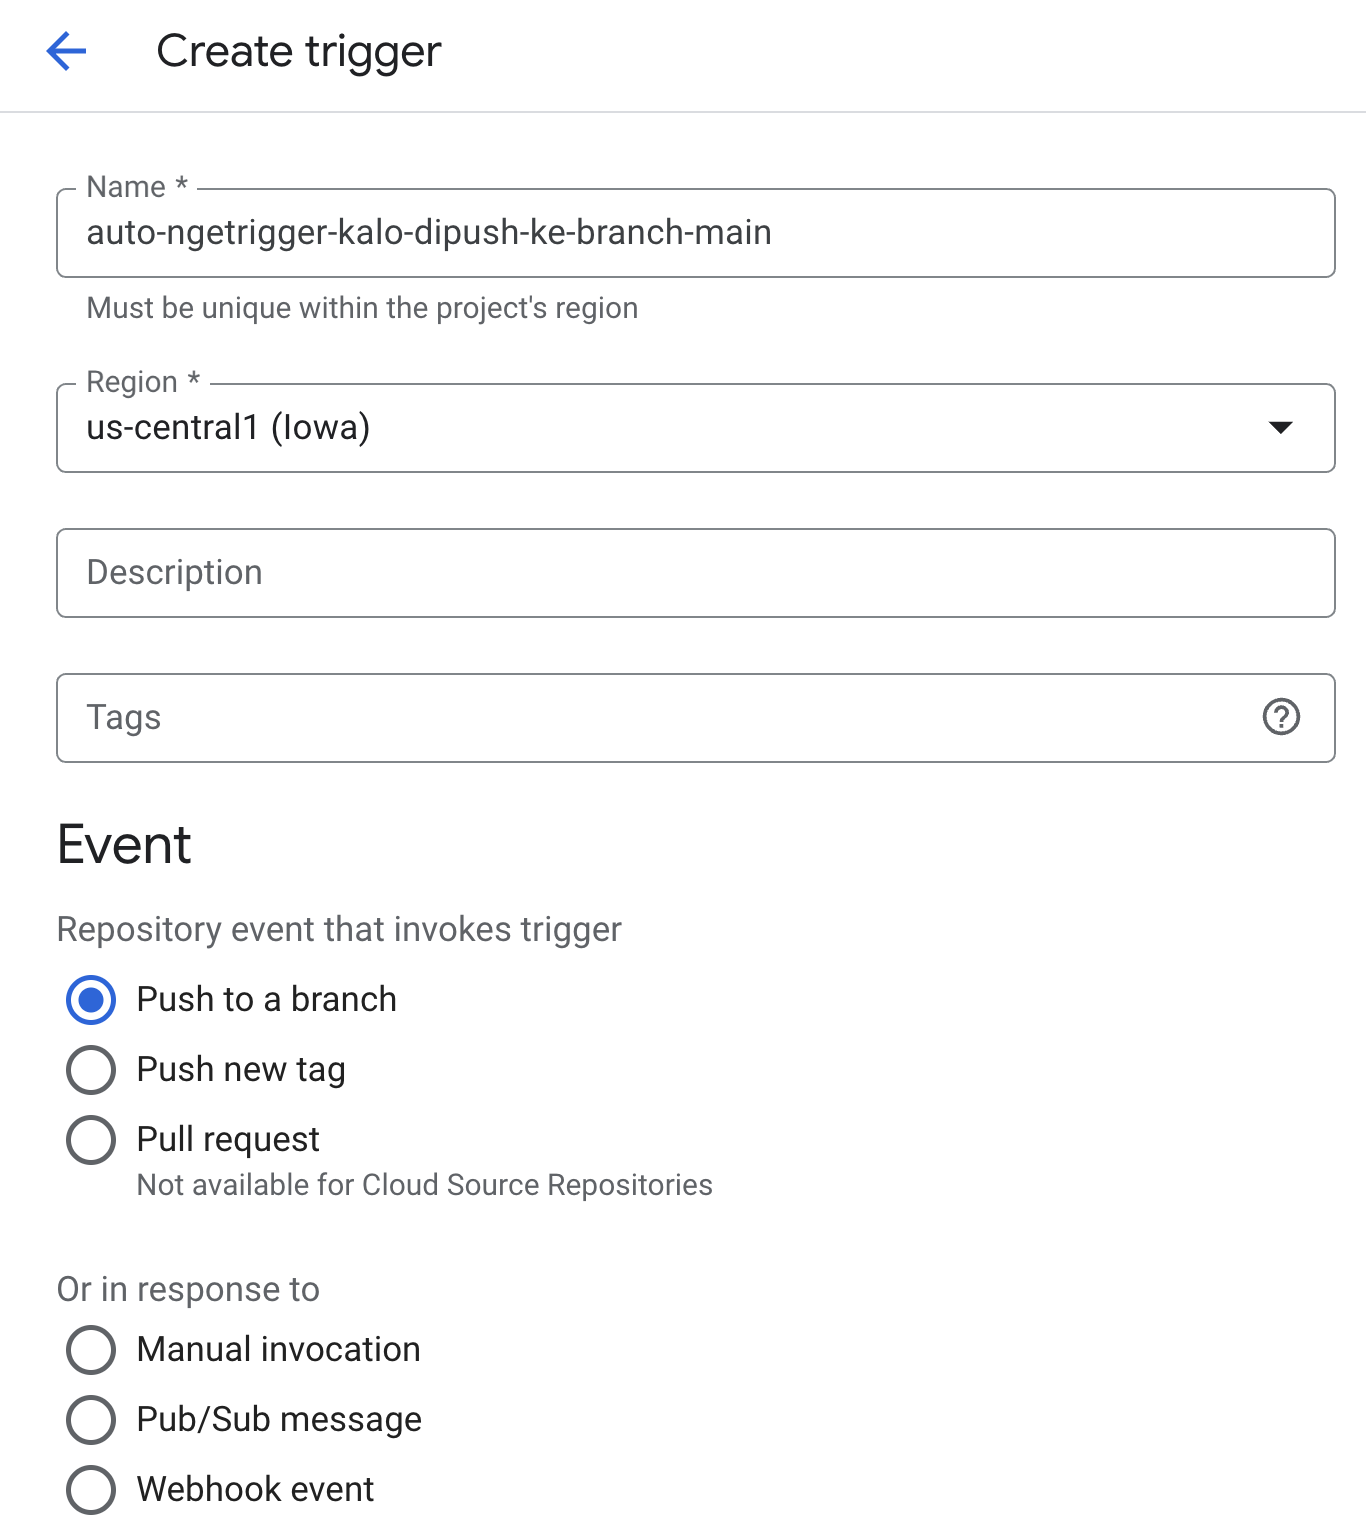 Create trigger
Name *
auto-ngetrigger-kalo-dipush-ke-branch-main
Must be unique within the project's region
Region *
us-central1 (Iowa)
Description
Tags
Event
Repository event that invokes trigger
Push to a branch
Push new tag
Pull request
Not available for Cloud Source Repositories
Or in response to
Manual invocation
Pub/Sub message
Webhook event